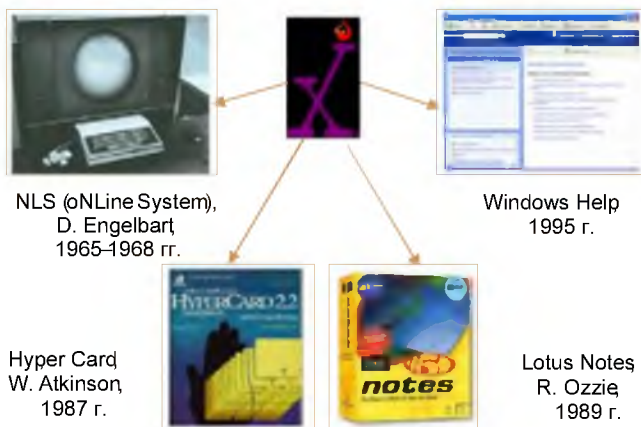 NLS (oNLine System),
D. Engelbart,
1965–1968 гг.
Windows Help
1995 г.
HYPERCARD 2.2
Hyper Card,
W. Atkinson,
1987 г.
notes
Lotus Notes,
R. Ozzie,
1989 г.